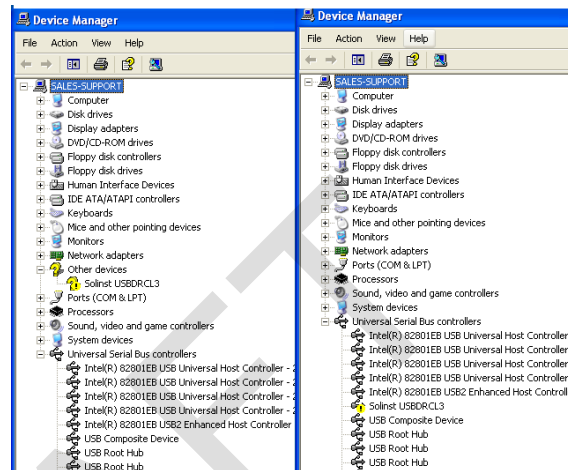 Device Manager
File Action View Help
SALES-SUPPORT
Computer
Disk drives
Display adapters
DVD/CD-ROM drives
Floppy disk controllers
Floppy disk drives
Human Interface Devices
IDE ATA/ATAPI controllers
Keyboards
Mice and other pointing devices
Monitors
Network adapters
Other devices
Solinst USBDRCL3
Ports (COM & LPT)
Processors
Sound, video and game controllers
System devices
Universal Serial Bus controllers
Intel(R) 82801EB USB Universal Host Controller - 2
Intel(R) 82801EB USB Universal Host Controller - 2
Intel(R) 82801EB USB Universal Host Controller - 2
Intel(R) 82801EB USB2 Enhanced Host Controller
USB Composite Device
USB Root Hub
USB Root Hub
USB Root Hub
Device Manager
File Action View Help
SALES-SUPPORT
Computer
Disk drives
Display adapters
DVD/CD-ROM drives
Floppy disk controllers
Floppy disk drives
Human Interface Devices
IDE ATA/ATAPI controllers
Keyboards
Mice and other pointing devices
Monitors
Network adapters
Ports (COM & LPT)
Processors
Sound, video and game controllers
System devices
Universal Serial Bus controllers
Intel(R) 82801EB USB Universal Host Controller
Intel(R) 82801EB USB Universal Host Controller
Intel(R) 82801EB USB Universal Host Controller
Intel(R) 82801EB USB2 Enhanced Host Controll
Solinst USBDRCL3
USB Composite Device
USB Root Hub
USB Root Hub
USB Root Hub